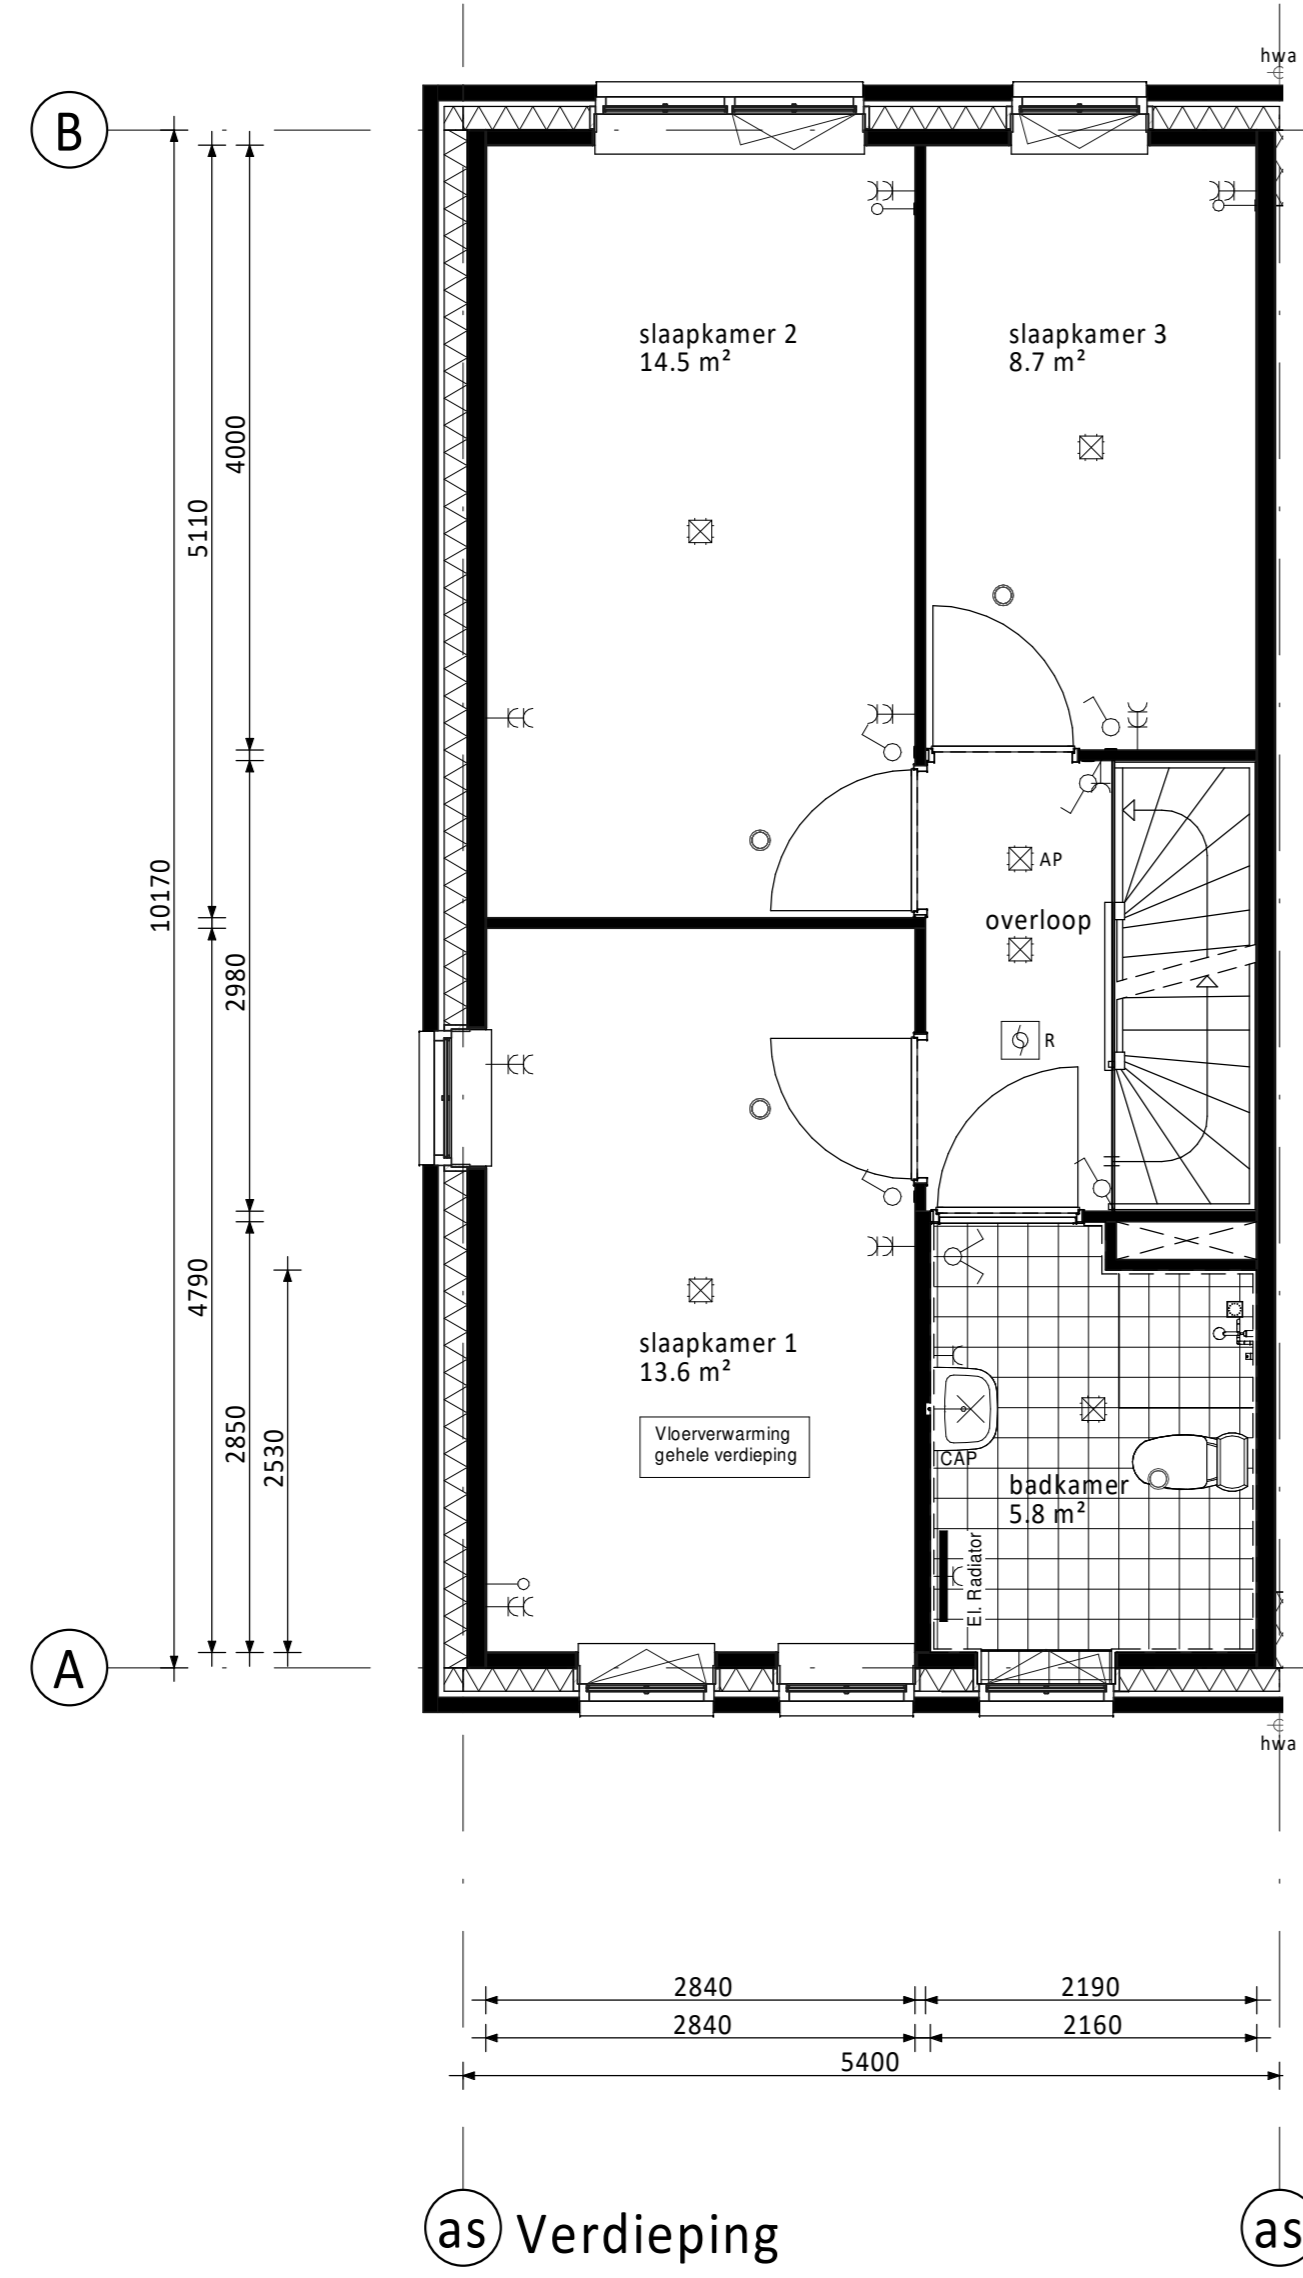 hwa
B
slaapkamer 2
14.5 m²
slaapkamer 3
8.7 m²
4000
5110
10170
AP
overloop
2980
R
4790
slaapkamer 1
13.6 m²
2850
2530
Vloerverwarming
gehele verdieping
CAP
badkamer
5.8 m²
El. Radiator
A
hwa
2840
2190
2840
2160
5400
as
Verdieping
as